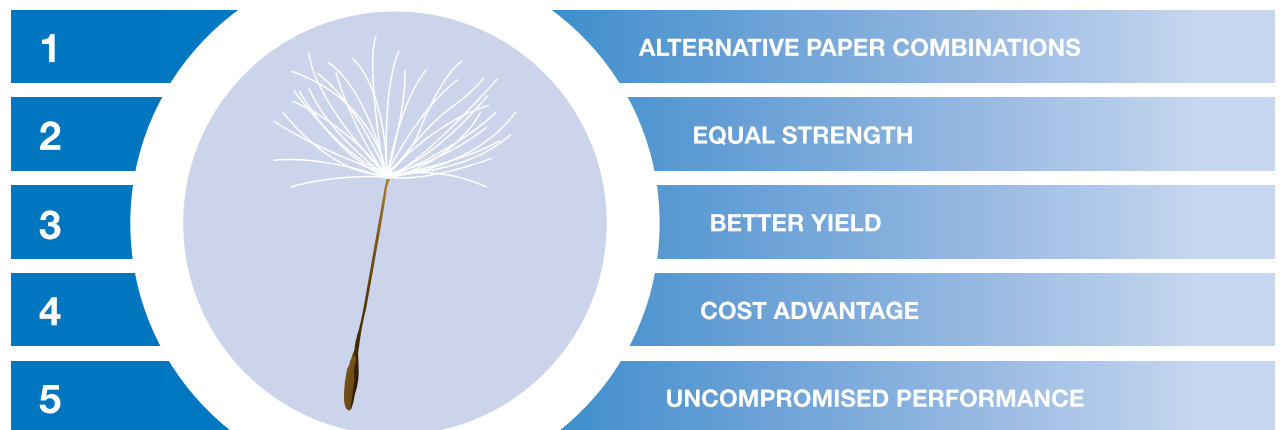 1 ALTERNATIVE PAPER COMBINATIONS
2 EQUAL STRENGTH
3 BETTER YIELD
4 COST ADVANTAGE
5 UNCOMPROMISED PERFORMANCE